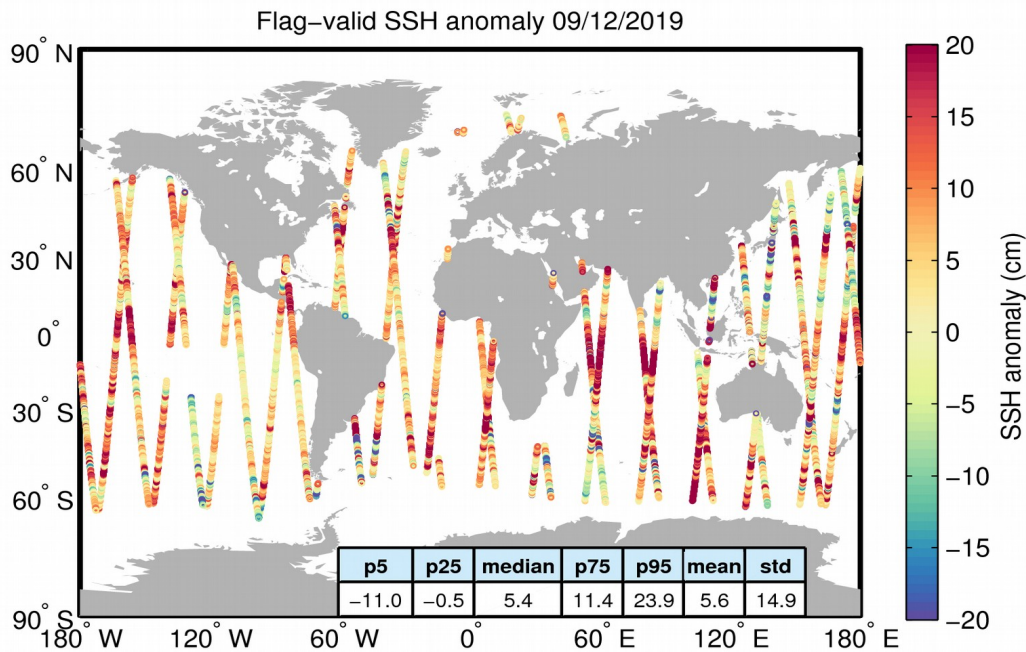 Flag−valid SSH anomaly 09/12/2019
90° N
60° N
30° N
0°
30° S
60° S
90° S
180° W
120° W
60° W
0°
60° E
120° E
180° E
p5 p25 median p75 p95 mean std
−11.0 −0.5 5.4 11.4 23.9 5.6 14.9
20
15
10
5
0
−5
−10
−15
−20
SSH anomaly (cm)